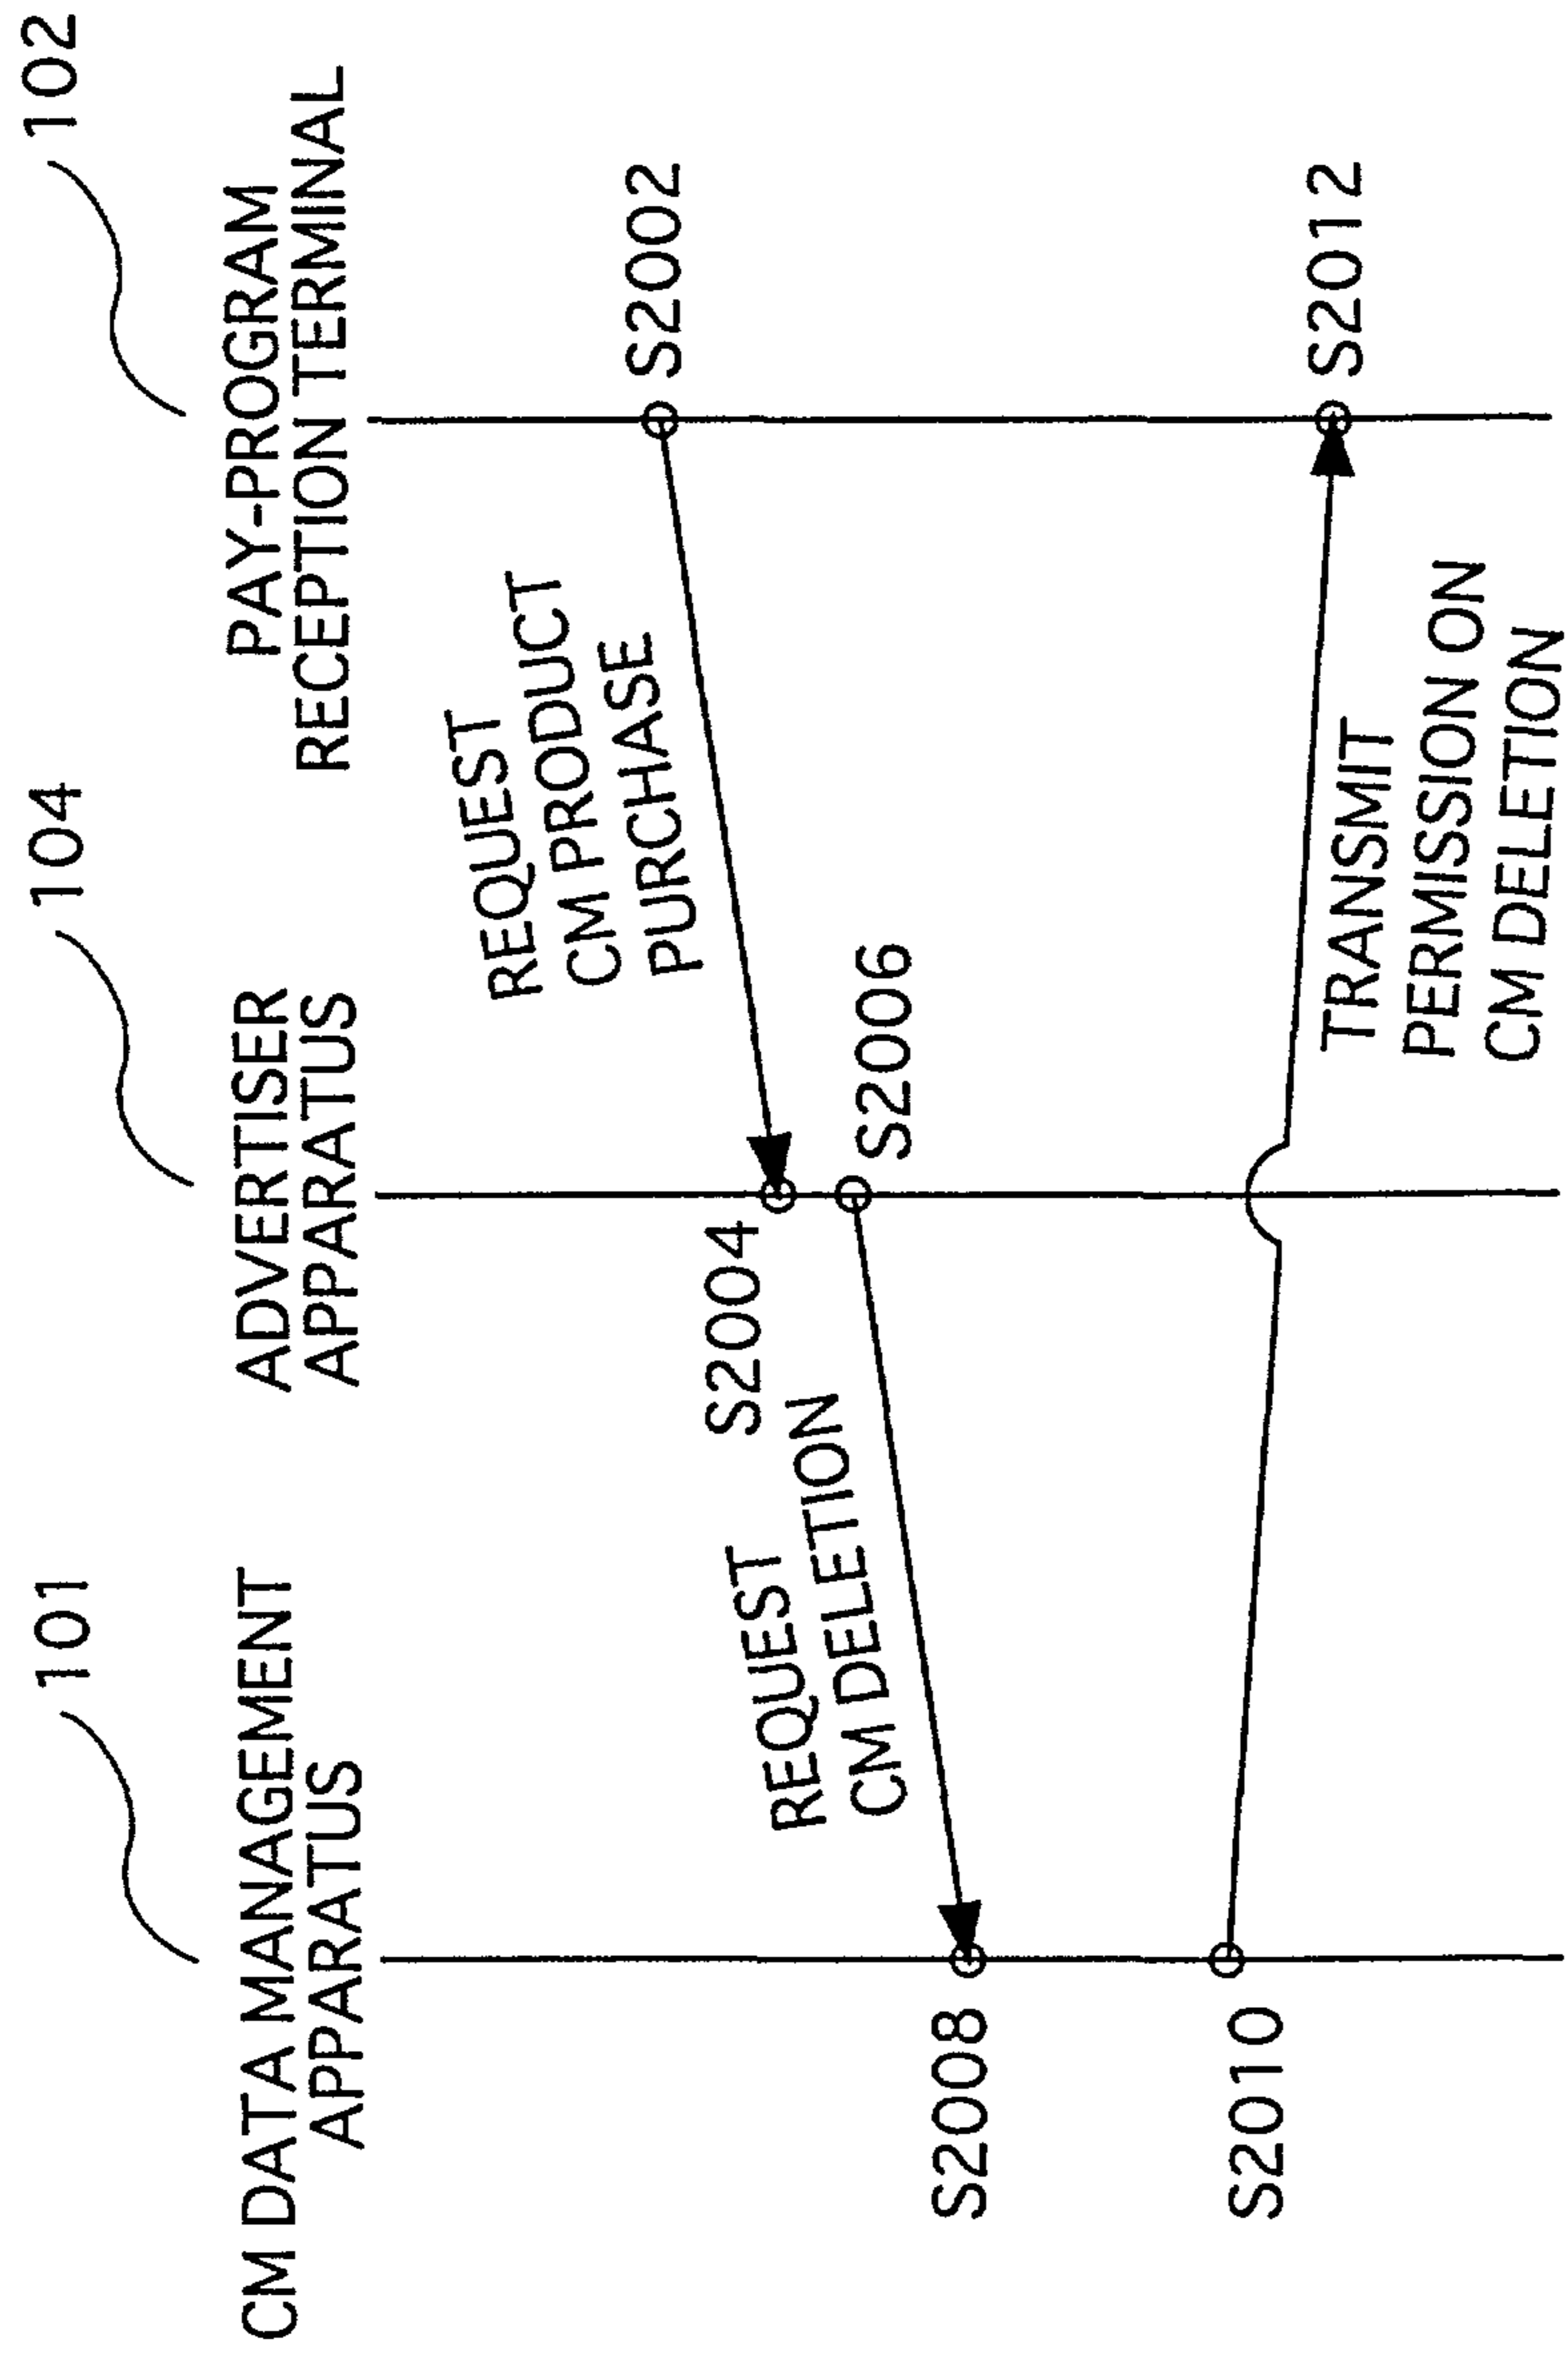 101
104
102
CM DATA MANAGEMENT
APPARATUS
ADVERTISER
APPARATUS
PAY-PROGRAM
RECEPTION TERMINAL
REQUEST
CM PRODUCT
PURCHASE
S2002
S2004
S2006
REQUEST
CM DELETION
S2008
S2010
S2012
TRANSMIT
PERMISSION ON
CM DELETION